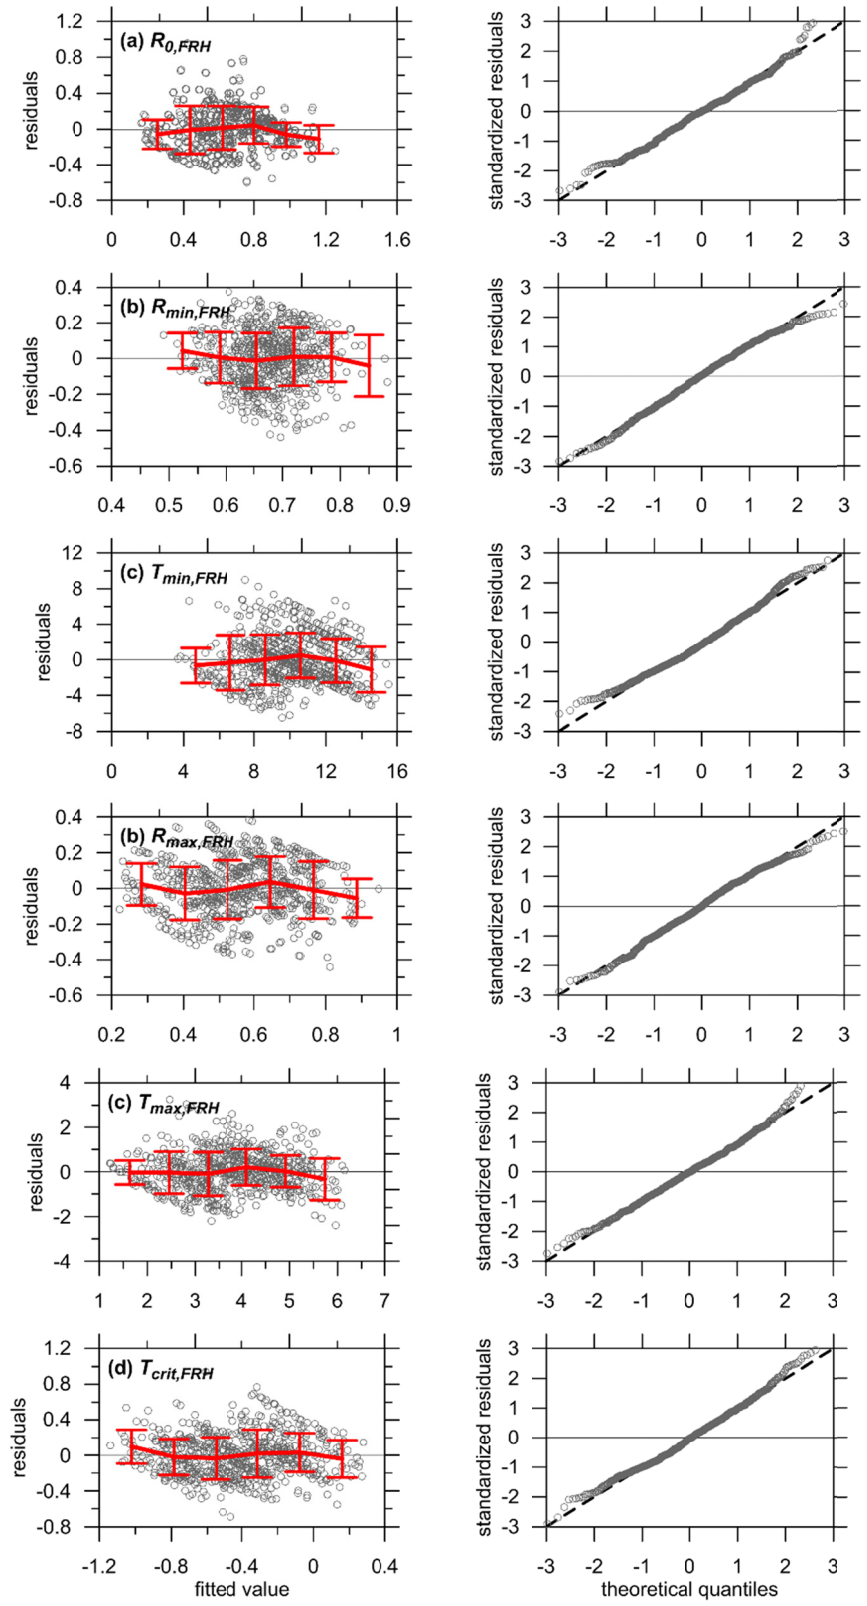 1.2
0.8
0.4
0
-0.4
-0.8
residuals
(a) R0,FRH
0 0.4 0.8 1.2 1.6
3
2
1
0
-1
-2
-3
standardized residuals
-3 -2 -1 0 1 2 3
0.4
0.2
0
-0.2
-0.4
-0.6
residuals
(b) Rmin,FRH
0.4 0.5 0.6 0.7 0.8 0.9
3
2
1
0
-1
-2
-3
standardized residuals
-3 -2 -1 0 1 2 3
12
8
4
0
-4
-8
residuals
(c) Tmin,FRH
0 4 8 12 16
3
2
1
0
-1
-2
-3
standardized residuals
-3 -2 -1 0 1 2 3
0.4
0.2
0
-0.2
-0.4
-0.6
residuals
(b) Rmax,FRH
0.2 0.4 0.6 0.8 1
3
2
1
0
-1
-2
-3
standardized residuals
-3 -2 -1 0 1 2 3
4
2
0
-2
-4
residuals
(c) Tmax,FRH
1 2 3 4 5 6 7
3
2
1
0
-1
-2
-3
standardized residuals
-3 -2 -1 0 1 2 3
1.2
0.8
0.4
0
-0.4
-0.8
residuals
(d) Tcrit,FRH
-1.2 -0.8 -0.4 0 0.4
fitted value
3
2
1
0
-1
-2
-3
standardized residuals
-3 -2 -1 0 1 2 3
theoretical quantiles